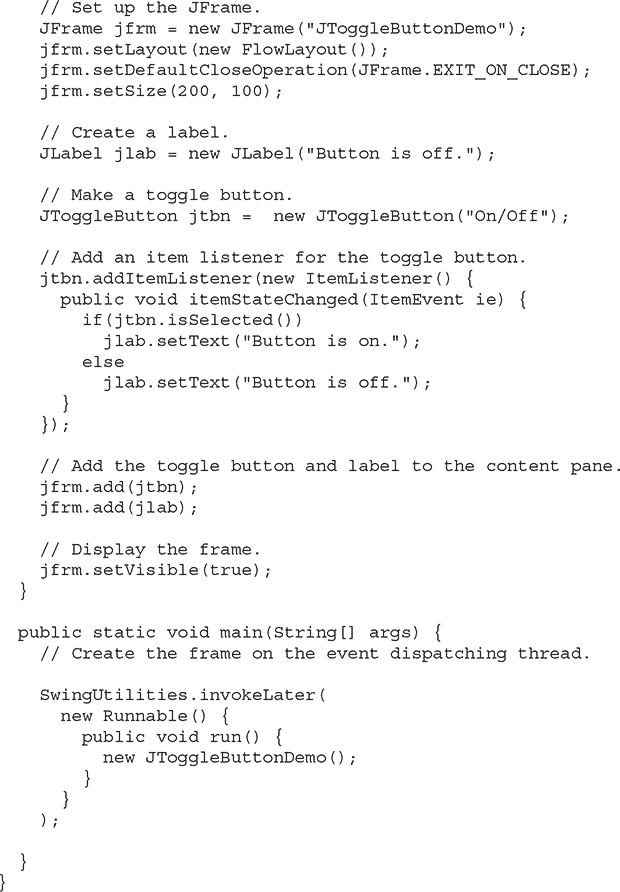 // Set up the JFrame.
    JFrame jfrm = new JFrame("JToggleButtonDemo");
    jfrm.setLayout(new FlowLayout());
    jfrm.setDefaultCloseOperation(JFrame.EXIT_ON_CLOSE);
    jfrm.setSize(200, 100);

    // Create a label.
    JLabel jlab = new JLabel("Button is off.");

    // Make a toggle button.
    JToggleButton jtbn =  new JToggleButton("On/Off");

    // Add an item listener for the toggle button.
    jtbn.addItemListener(new ItemListener() {
      public void itemStateChanged(ItemEvent ie) {
        if(jtbn.isSelected())
          jlab.setText("Button is on.");
        else
          jlab.setText("Button is off.");
      }
    });

    // Add the toggle button and label to the content pane.
    jfrm.add(jtbn);
    jfrm.add(jlab);

    // Display the frame.
    jfrm.setVisible(true);
  }

  public static void main(String[] args) {
    // Create the frame on the event dispatching thread.

    SwingUtilities.invokeLater(
      new Runnable() {
        public void run() {
          new JToggleButtonDemo();
        }
      }
    );

  }
}